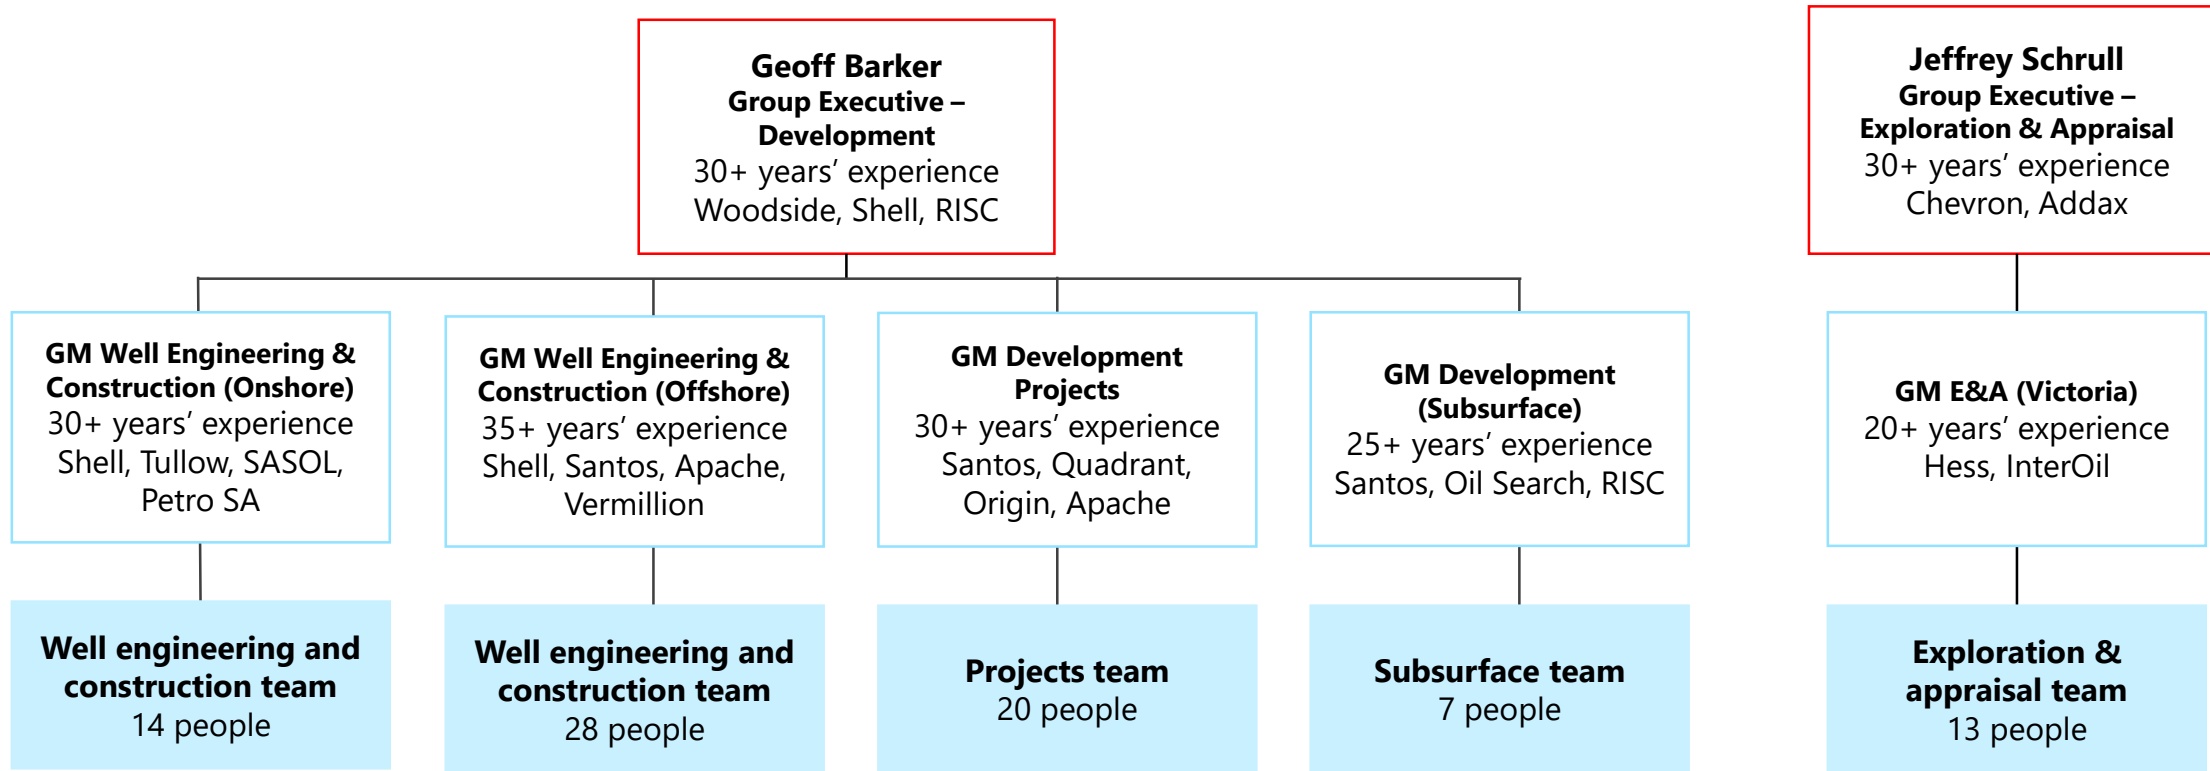 Geoff Barker
Group Executive –
Development
30+ years’ experience
Woodside, Shell, RISC
Jeffrey Schrull
Group Executive –
Exploration & Appraisal
30+ years’ experience
Chevron, Addax
GM Well Engineering &
Construction (Onshore)
30+ years’ experience
Shell, Tullow, SASOL,
Petro SA
GM Well Engineering &
Construction (Offshore)
35+ years’ experience
Shell, Santos, Apache,
Vermillion
GM Development
Projects
30+ years’ experience
Santos, Quadrant,
Origin, Apache
GM Development
(Subsurface)
25+ years’ experience
Santos, Oil Search, RISC
GM E&A (Victoria)
20+ years’ experience
Hess, InterOil
Well engineering and
construction team
14 people
Well engineering and
construction team
28 people
Projects team
20 people
Subsurface team
7 people
Exploration &
appraisal team
13 people